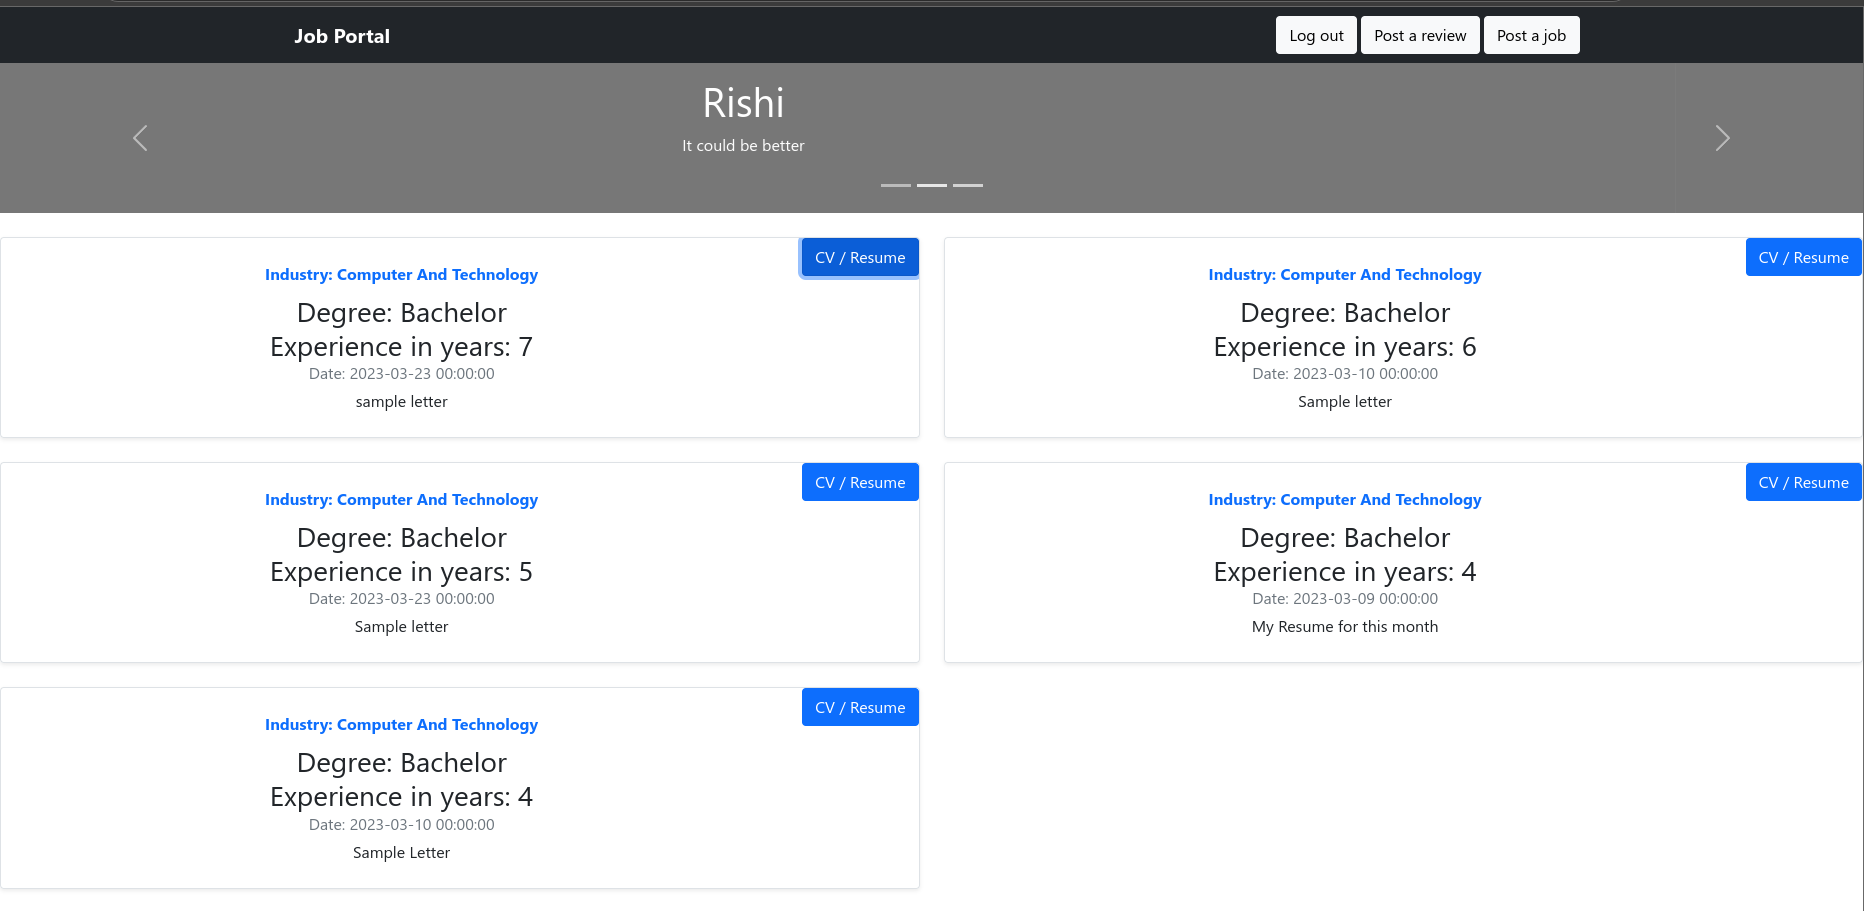 Job Portal
Log out
Post a review
Post a job
Rishi
It could be better
CV / Resume
Industry: Computer And Technology
Degree: Bachelor
Experience in years: 7
Date: 2023-03-23 00:00:00
sample letter
CV / Resume
Industry: Computer And Technology
Degree: Bachelor
Experience in years: 6
Date: 2023-03-10 00:00:00
Sample letter
CV / Resume
Industry: Computer And Technology
Degree: Bachelor
Experience in years: 5
Date: 2023-03-23 00:00:00
Sample letter
CV / Resume
Industry: Computer And Technology
Degree: Bachelor
Experience in years: 4
Date: 2023-03-09 00:00:00
My Resume for this month
CV / Resume
Industry: Computer And Technology
Degree: Bachelor
Experience in years: 4
Date: 2023-03-10 00:00:00
Sample Letter